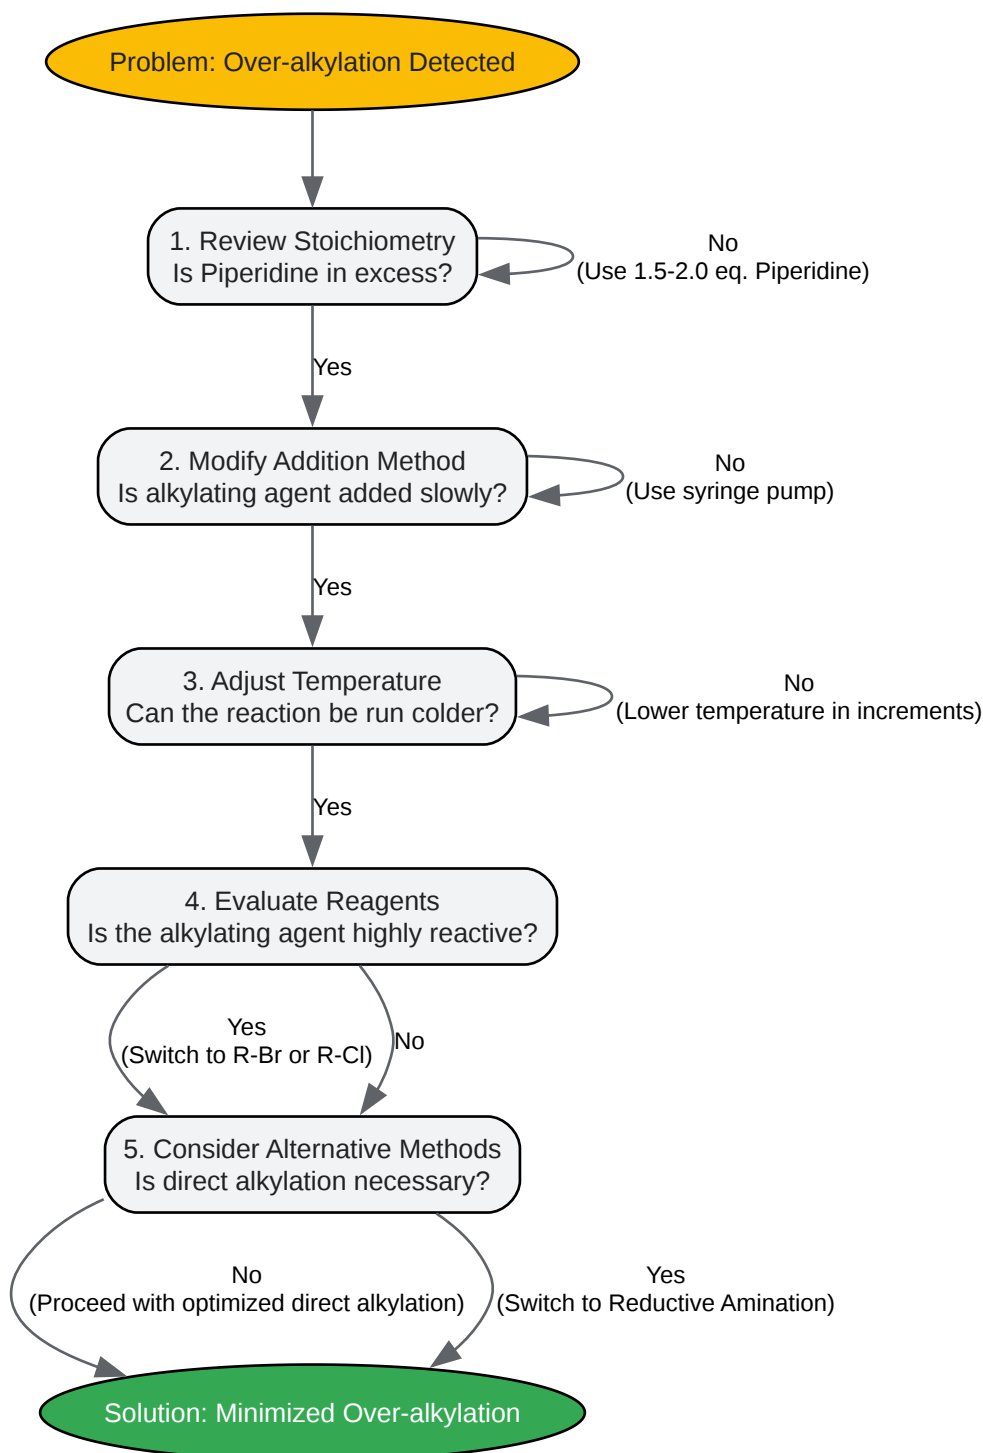 Problem: Over-alkylation Detected
1. Review Stoichiometry
Is Piperidine in excess?
No
(Use 1.5-2.0 eq. Piperidine)
Yes
2. Modify Addition Method
Is alkylating agent added slowly?
No
(Use syringe pump)
Yes
3. Adjust Temperature
Can the reaction be run colder?
No
(Lower temperature in increments)
Yes
4. Evaluate Reagents
Is the alkylating agent highly reactive?
Yes
(Switch to R-Br or R-Cl)
No
5. Consider Alternative Methods
Is direct alkylation necessary?
No
(Proceed with optimized direct alkylation)
Yes
(Switch to Reductive Amination)
Solution: Minimized Over-alkylation